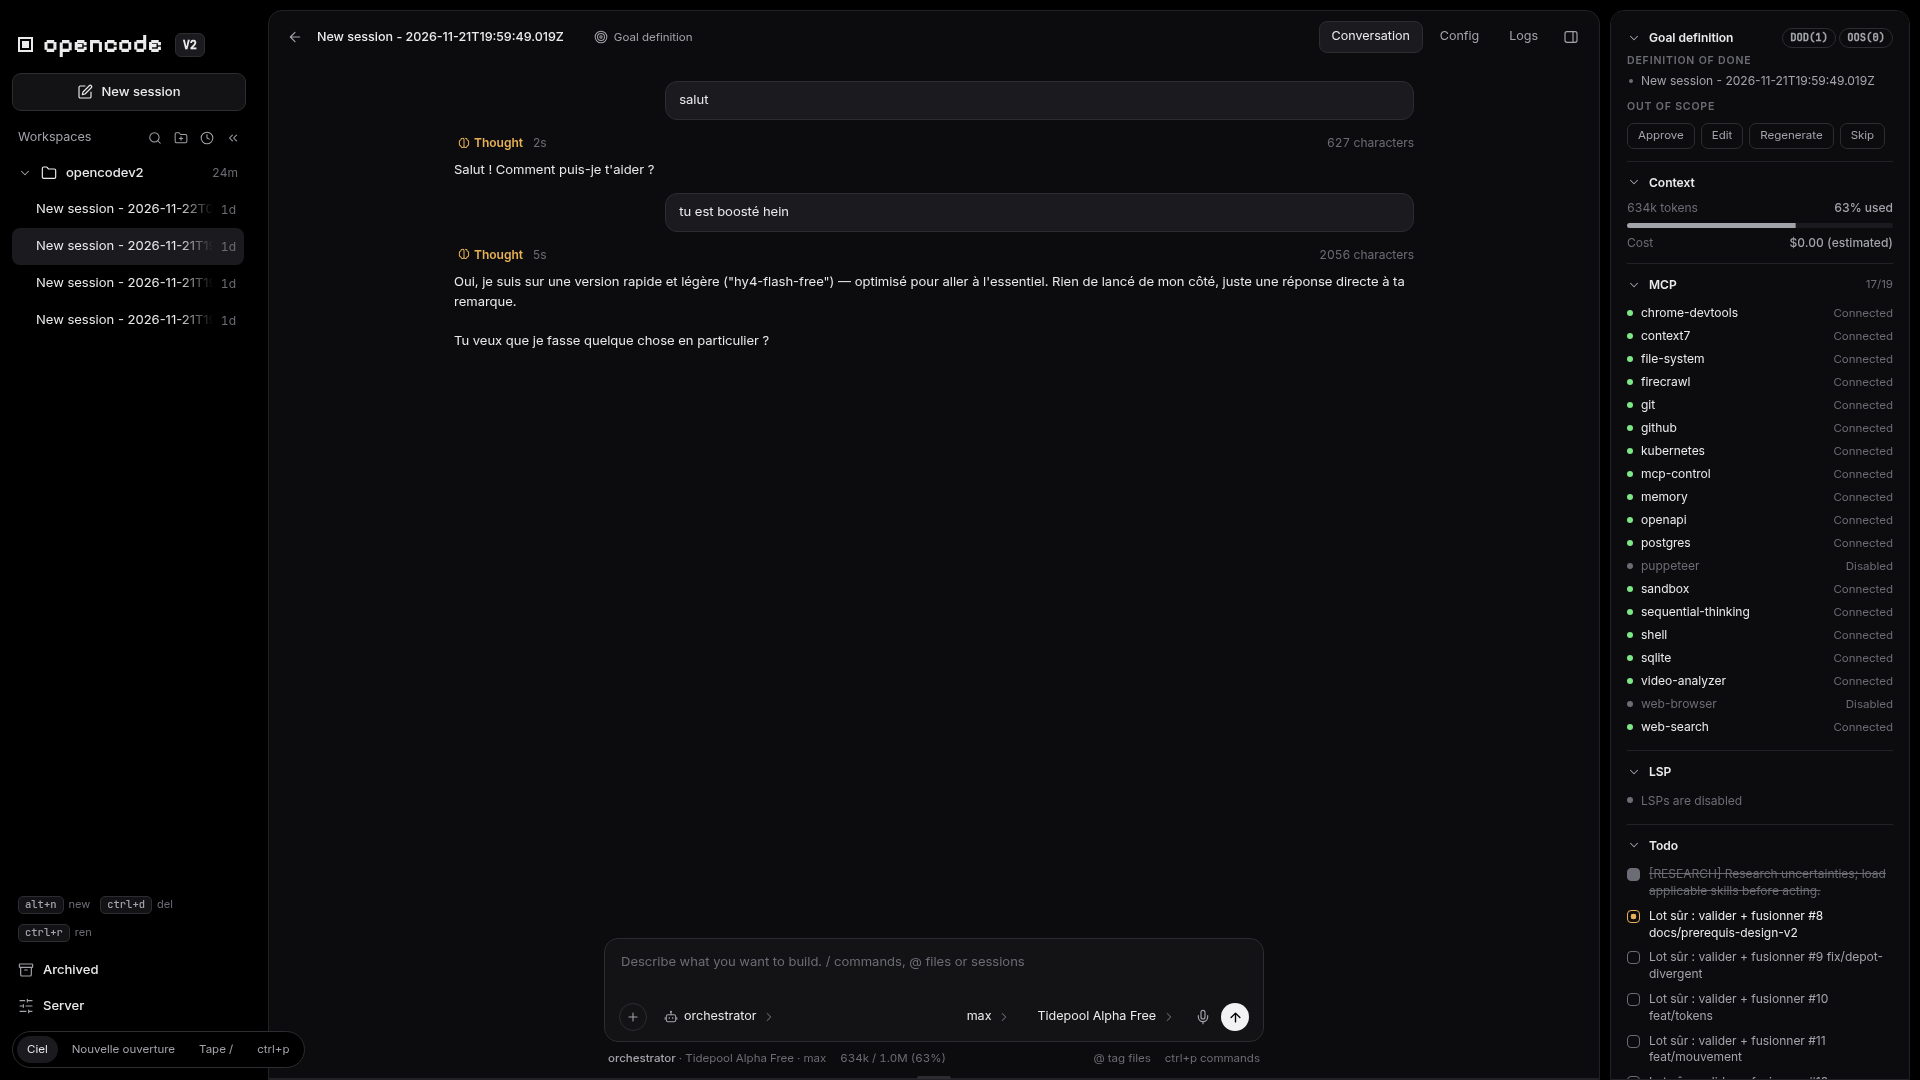 opencode V2
New session
Workspaces
opencodev2 24m
New session - 2026-11-22T 1d
New session - 2026-11-21T 1d
New session - 2026-11-21T 1d
New session - 2026-11-21T 1d
alt+n new ctrl+d del
ctrl+r ren
Archived
Server
Ciel Nouvelle ouverture Tape / ctrl+p
New session - 2026-11-21T19:59:49.019Z Goal definition
Conversation Config Logs
salut
Thought 2s 627 characters
Salut ! Comment puis-je t'aider ?
tu est boosté hein
Thought 5s 2056 characters
Oui, je suis sur une version rapide et légère ("hy4-flash-free") — optimisé pour aller à l'essentiel. Rien de lancé de mon côté, juste une réponse directe à ta
remarque.
Tu veux que je fasse quelque chose en particulier ?
Describe what you want to build. / commands, @ files or sessions
orchestrator max Tidepool Alpha Free
orchestrator · Tidepool Alpha Free · max 634k / 1.0M (63%) @ tag files ctrl+p commands
Goal definition DOD(1) OOS(0)
DEFINITION OF DONE
• New session - 2026-11-21T19:59:49.019Z
OUT OF SCOPE
Approve Edit Regenerate Skip
Context
634k tokens 63% used
Cost $0.00 (estimated)
MCP 17/19
chrome-devtools Connected
context7 Connected
file-system Connected
firecrawl Connected
git Connected
github Connected
kubernetes Connected
mcp-control Connected
memory Connected
openapi Connected
postgres Connected
puppeteer Disabled
sandbox Connected
sequential-thinking Connected
shell Connected
sqlite Connected
video-analyzer Connected
web-browser Disabled
web-search Connected
LSP
LSPs are disabled
Todo
[RESEARCH] Research uncertainties; load
applicable skills before acting.
Lot sûr : valider + fusionner #8
docs/prerequis-design-v2
Lot sûr : valider + fusionner #9 fix/depot-
divergent
Lot sûr : valider + fusionner #10
feat/tokens
Lot sûr : valider + fusionner #11
feat/mouvement